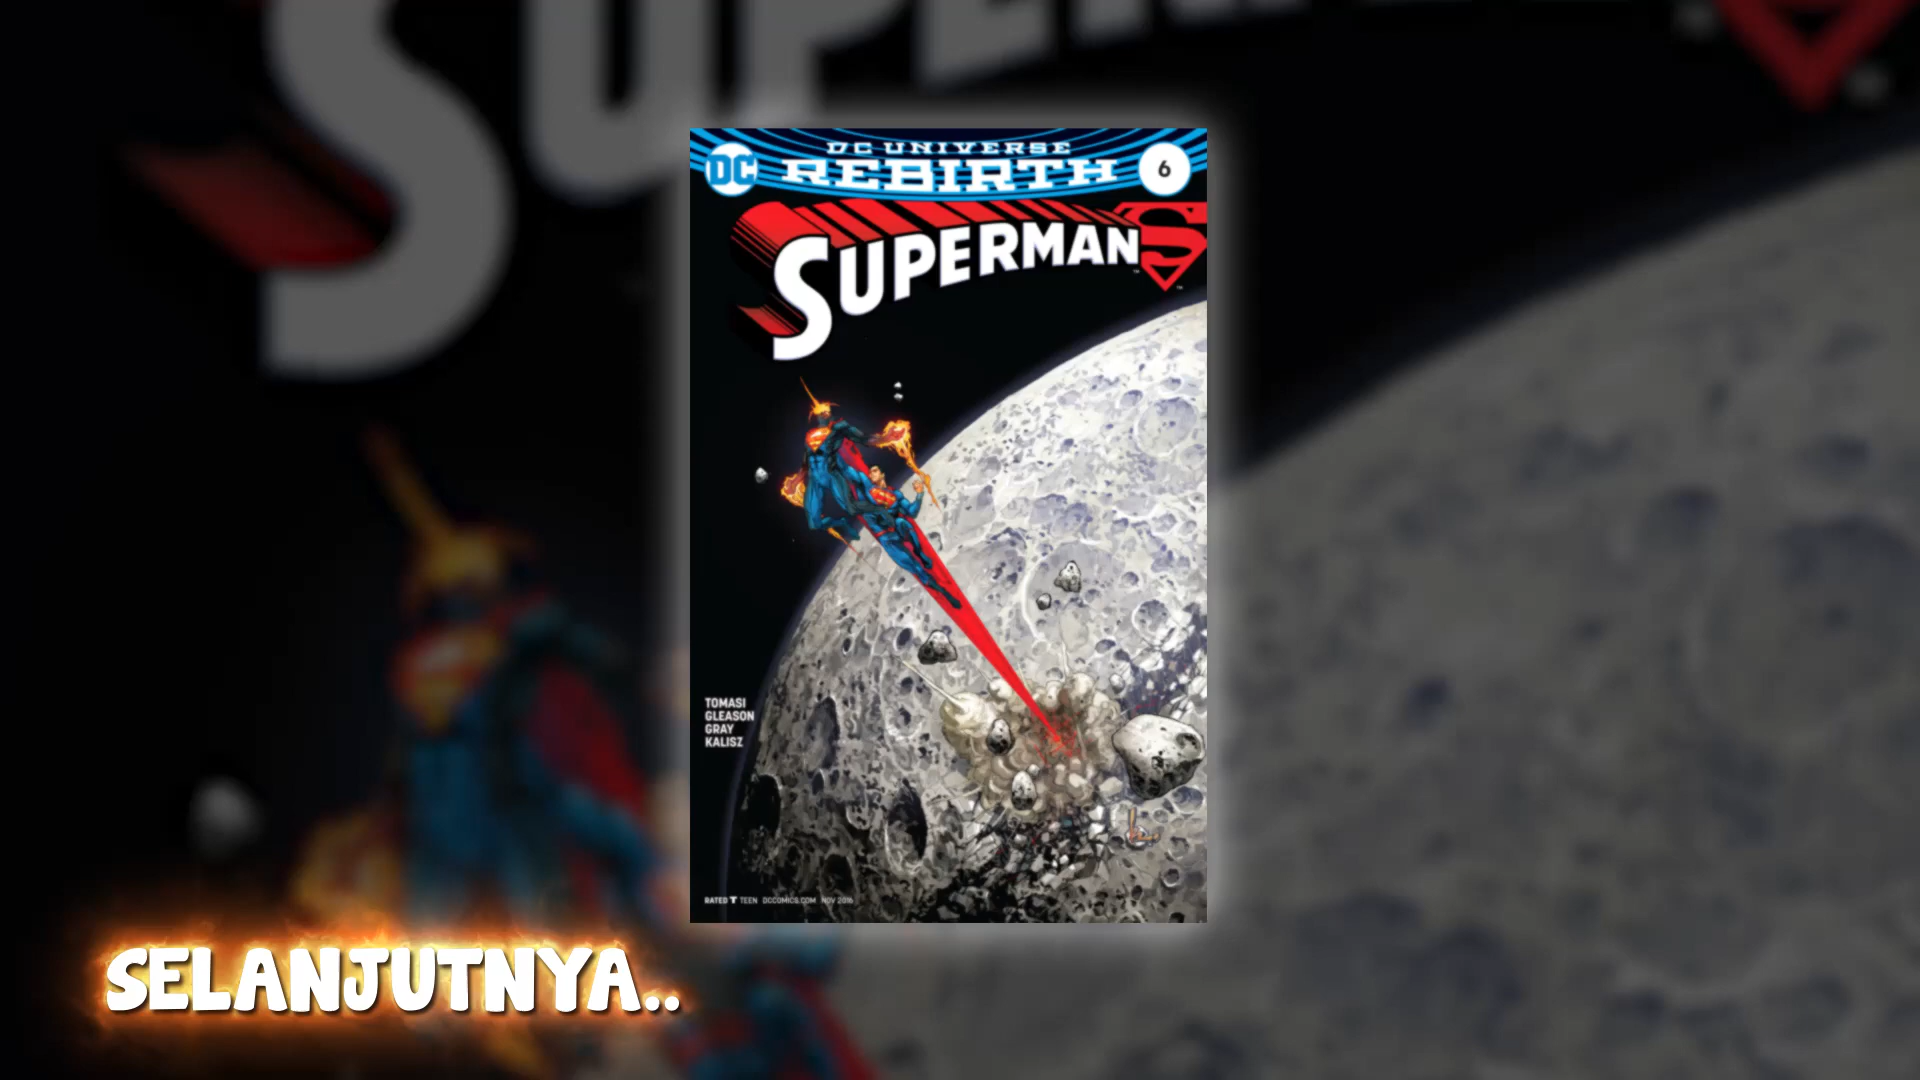 DC UNIVERSE
DC
REBIRTH
6
SUPERMAN
TOMASI
GLEASON
GRAY
KALISZ
RATED T TEEN DCCOMICS.COM NOV 2016
SELANJUTNYA..